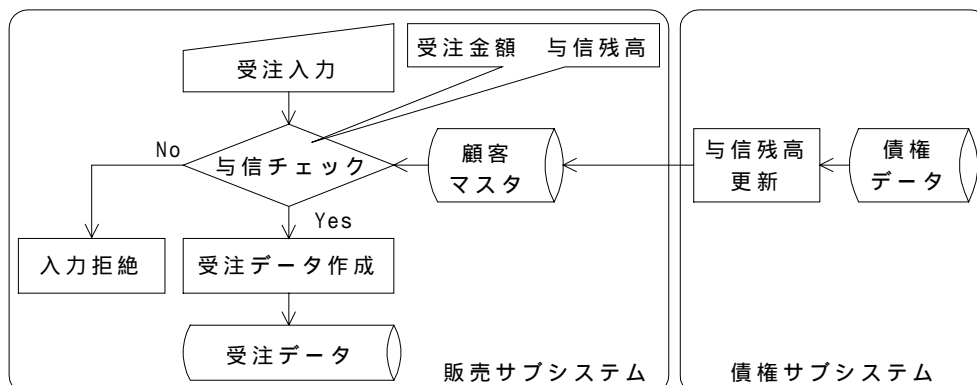 受注入力
受注金額　与信残高
No
与信チェック
顧客
マスタ
与信残高
更新
債権
データ
Yes
入力拒絶
受注データ作成
受注データ
販売サブシステム
債権サブシステム